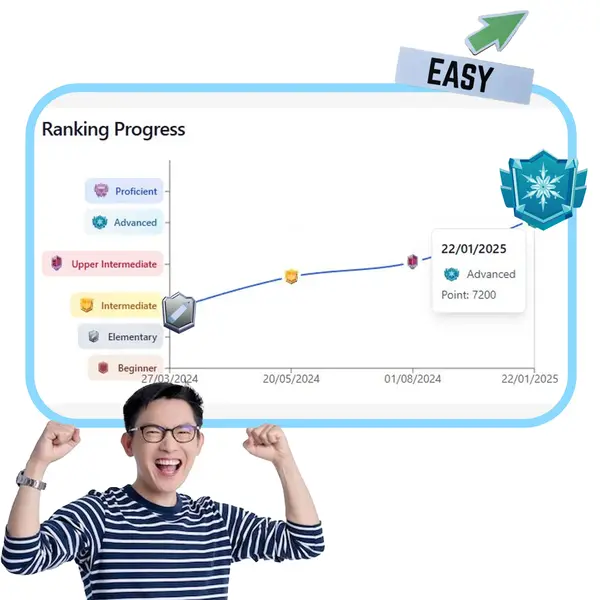 EASY
Ranking Progress
Proficient
Advanced
Upper Intermediate
Intermediate
Elementary
Beginner
22/01/2025
Advanced
Point: 7200
27/03/2024
20/05/2024
01/08/2024
22/01/2025